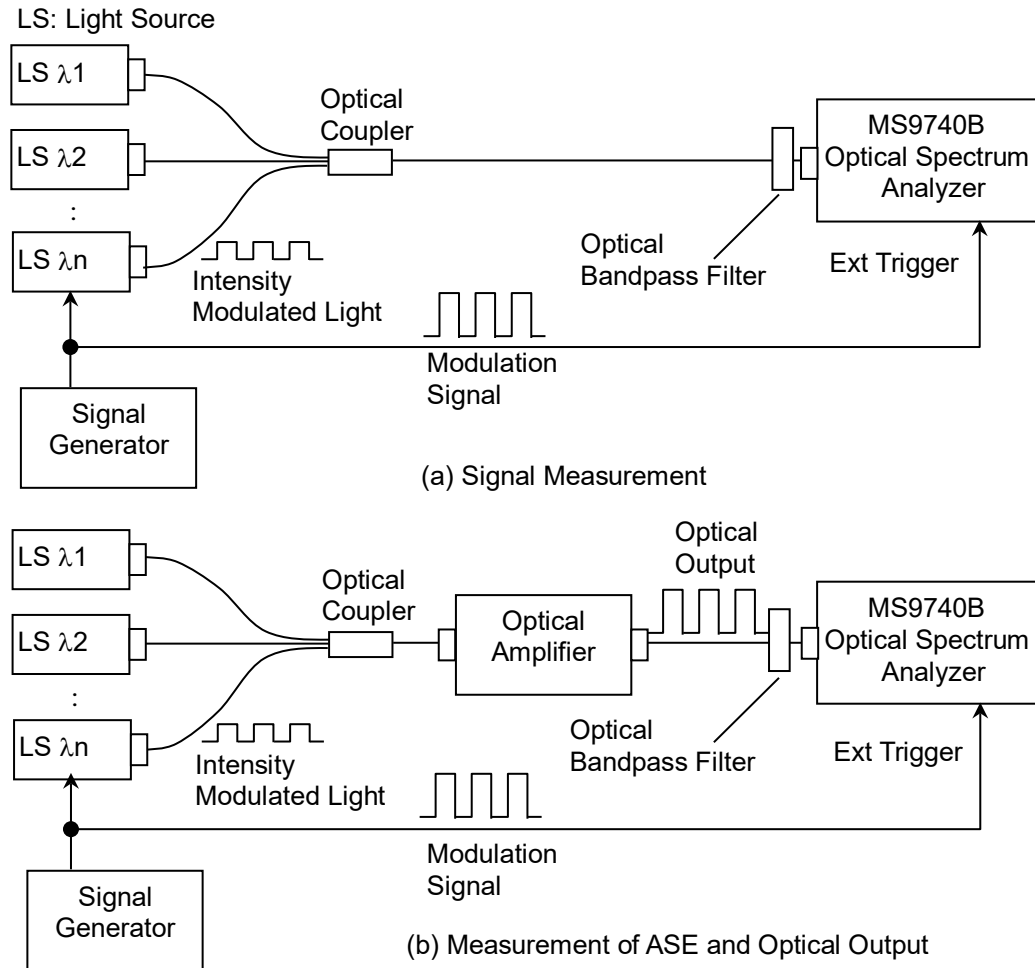 LS: Light Source
LS λ1
Optical
Coupler
MS9740B
Optical Spectrum
Analyzer
LS λ2
:
LS λn
Intensity
Modulated Light
Optical
Bandpass Filter
Ext Trigger
Modulation
Signal
Signal
Generator
(a) Signal Measurement
LS λ1
Optical
Coupler
Optical
Amplifier
Optical
Output
MS9740B
Optical Spectrum
Analyzer
LS λ2
:
LS λn
Intensity
Modulated Light
Optical
Bandpass Filter
Ext Trigger
Modulation
Signal
Signal
Generator
(b) Measurement of ASE and Optical Output